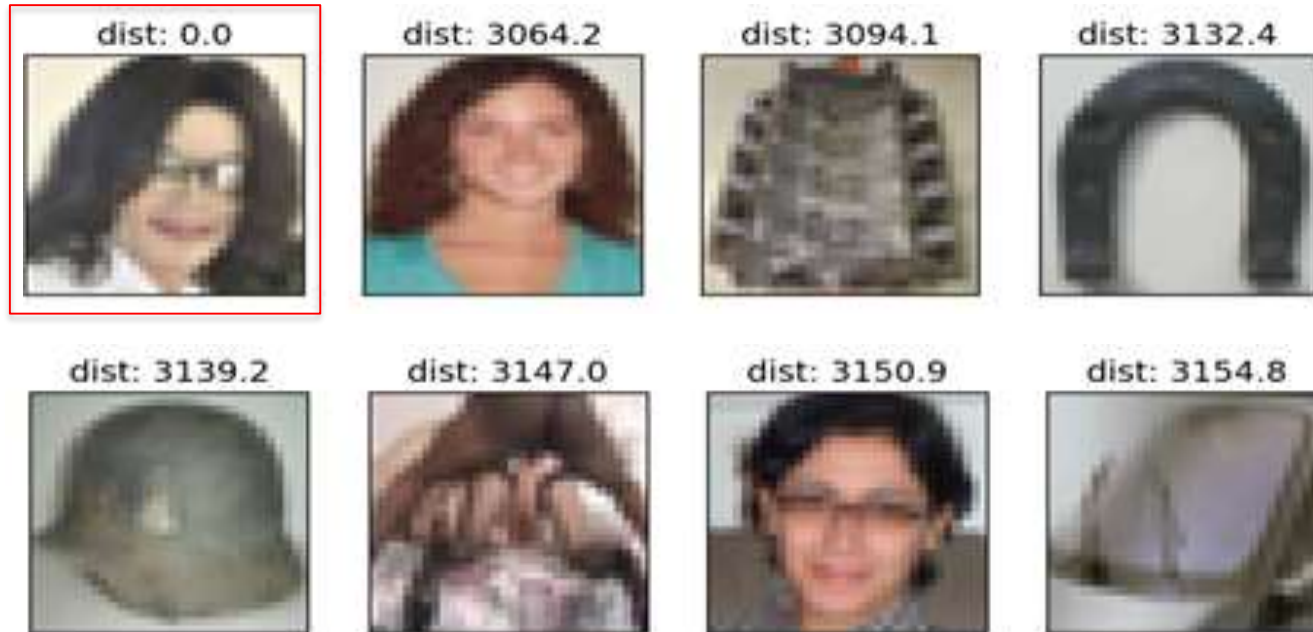 dist: 0.0
dist: 3064.2
dist: 3094.1
dist: 3132.4
dist: 3139.2
dist: 3147.0
dist: 3150.9
dist: 3154.8